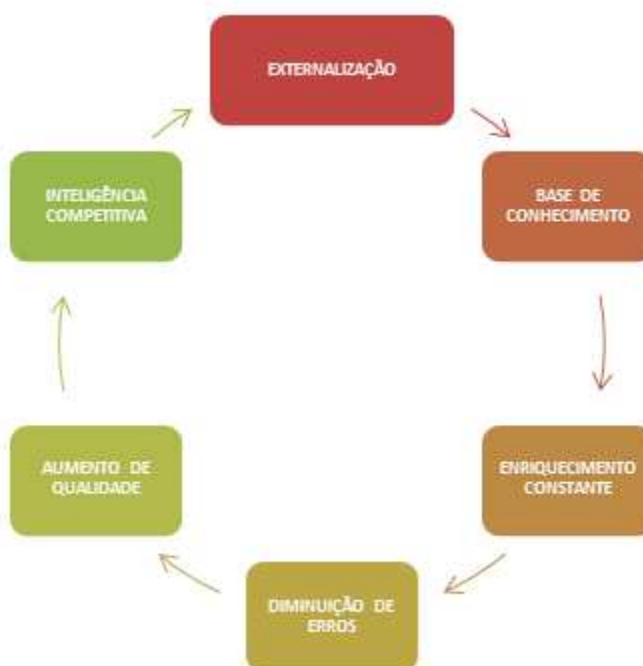 EXTERNALIZAÇÃO
BASE DE
CONHECIMENTO
ENRIQUECIMENTO
CONSTANTE
DIMINUIÇÃO DE
ERROS
AUMENTO DE
QUALIDADE
INTELIGÊNCIA
COMPETITIVA